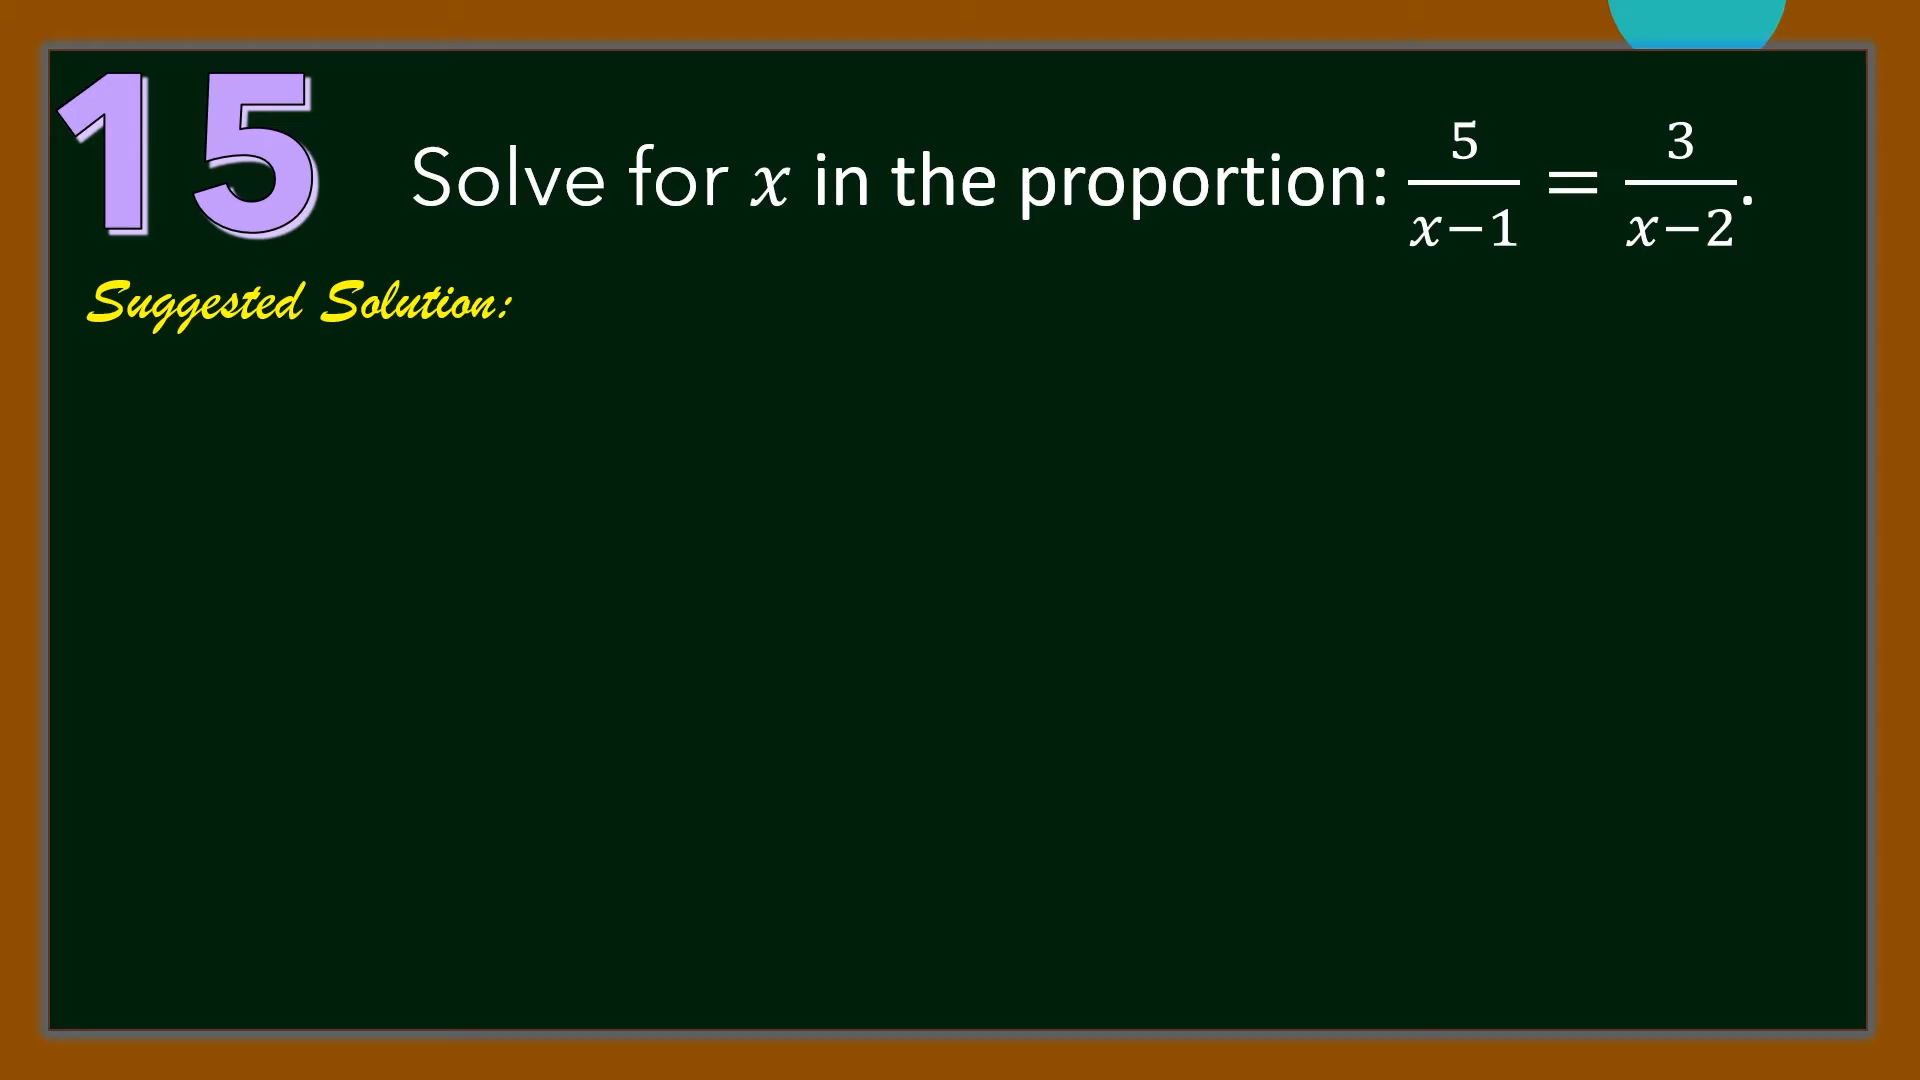 15
Solve for x in the proportion: 5/(x−1) = 3/(x−2).
Suggested Solution: